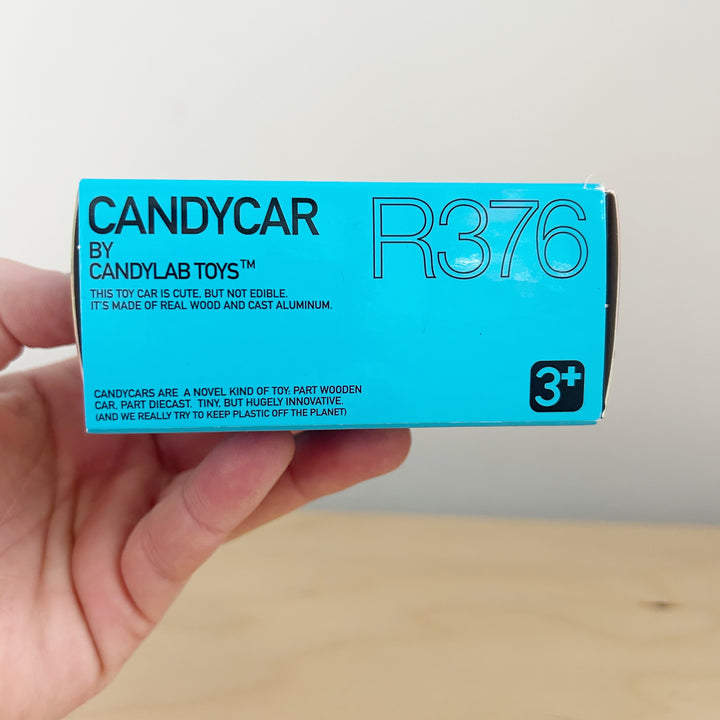 CANDYCAR
BY
CANDYLAB TOYS™
THIS TOY CAR IS CUTE, BUT NOT EDIBLE.
IT'S MADE OF REAL WOOD AND CAST ALUMINUM.
R376
CANDYCARS ARE A NOVEL KIND OF TOY: PART WOODEN
CAR, PART DIECAST. TINY, BUT HUGELY INNOVATIVE.
(AND WE REALLY TRY TO KEEP PLASTIC OFF THE PLANET)
3+